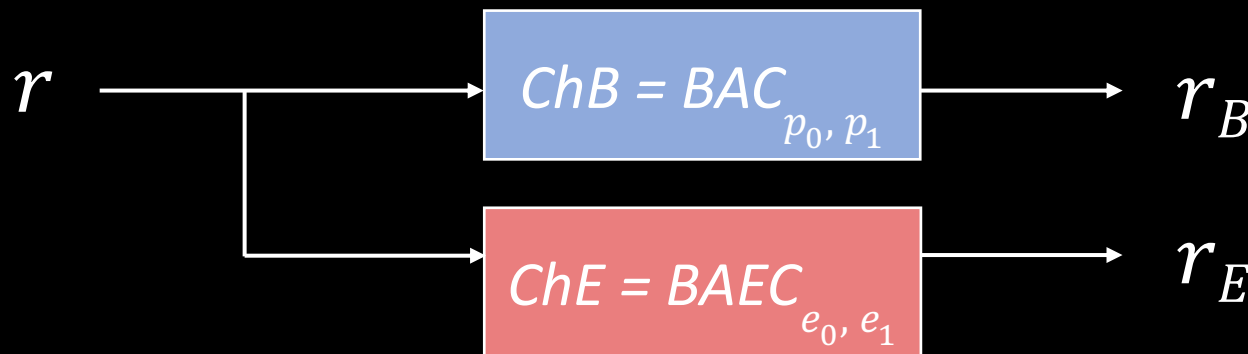 r
ChB = BAC p₀, p₁
r_B
ChE = BAEC e₀, e₁
r_E